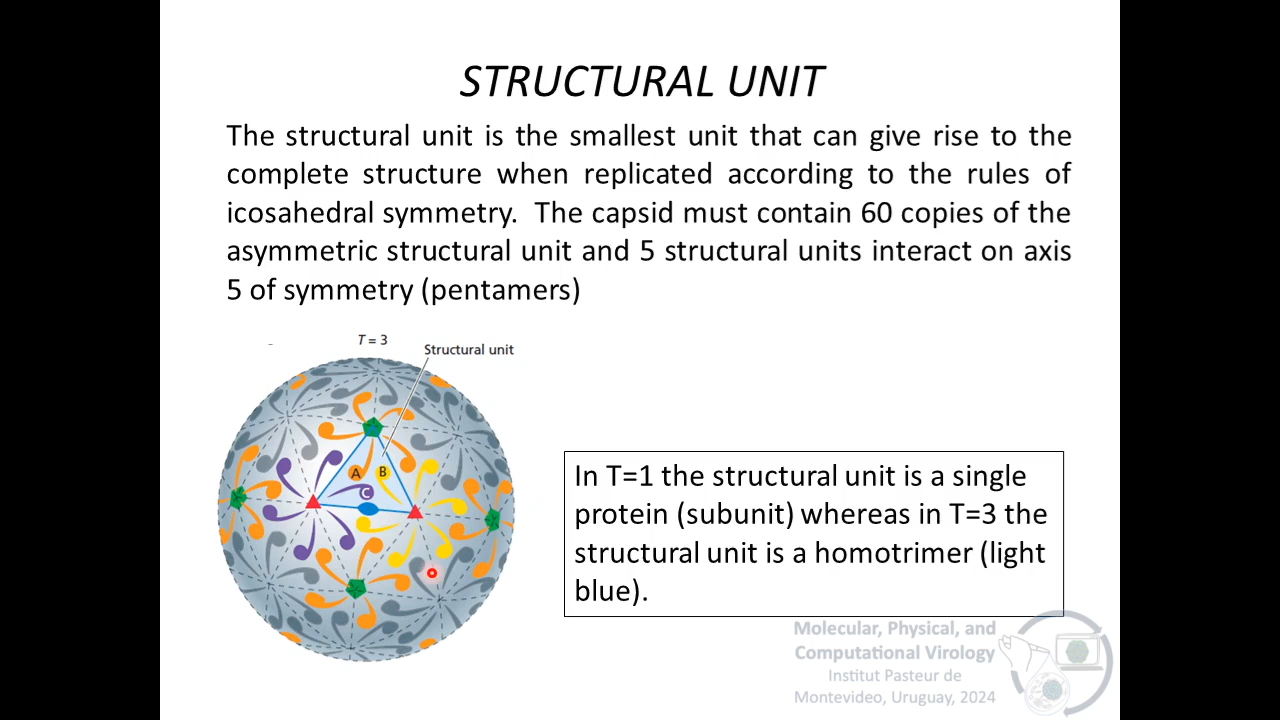 STRUCTURAL UNIT
The structural unit is the smallest unit that can give rise to the
complete structure when replicated according to the rules of
icosahedral symmetry. The capsid must contain 60 copies of the
asymmetric structural unit and 5 structural units interact on axis
5 of symmetry (pentamers)
T = 3
Structural unit
A
B
C
In T=1 the structural unit is a single
protein (subunit) whereas in T=3 the
structural unit is a homotrimer (light
blue).
Molecular, Physical, and
Computational Virology
Institut Pasteur de
Montevideo, Uruguay, 2024